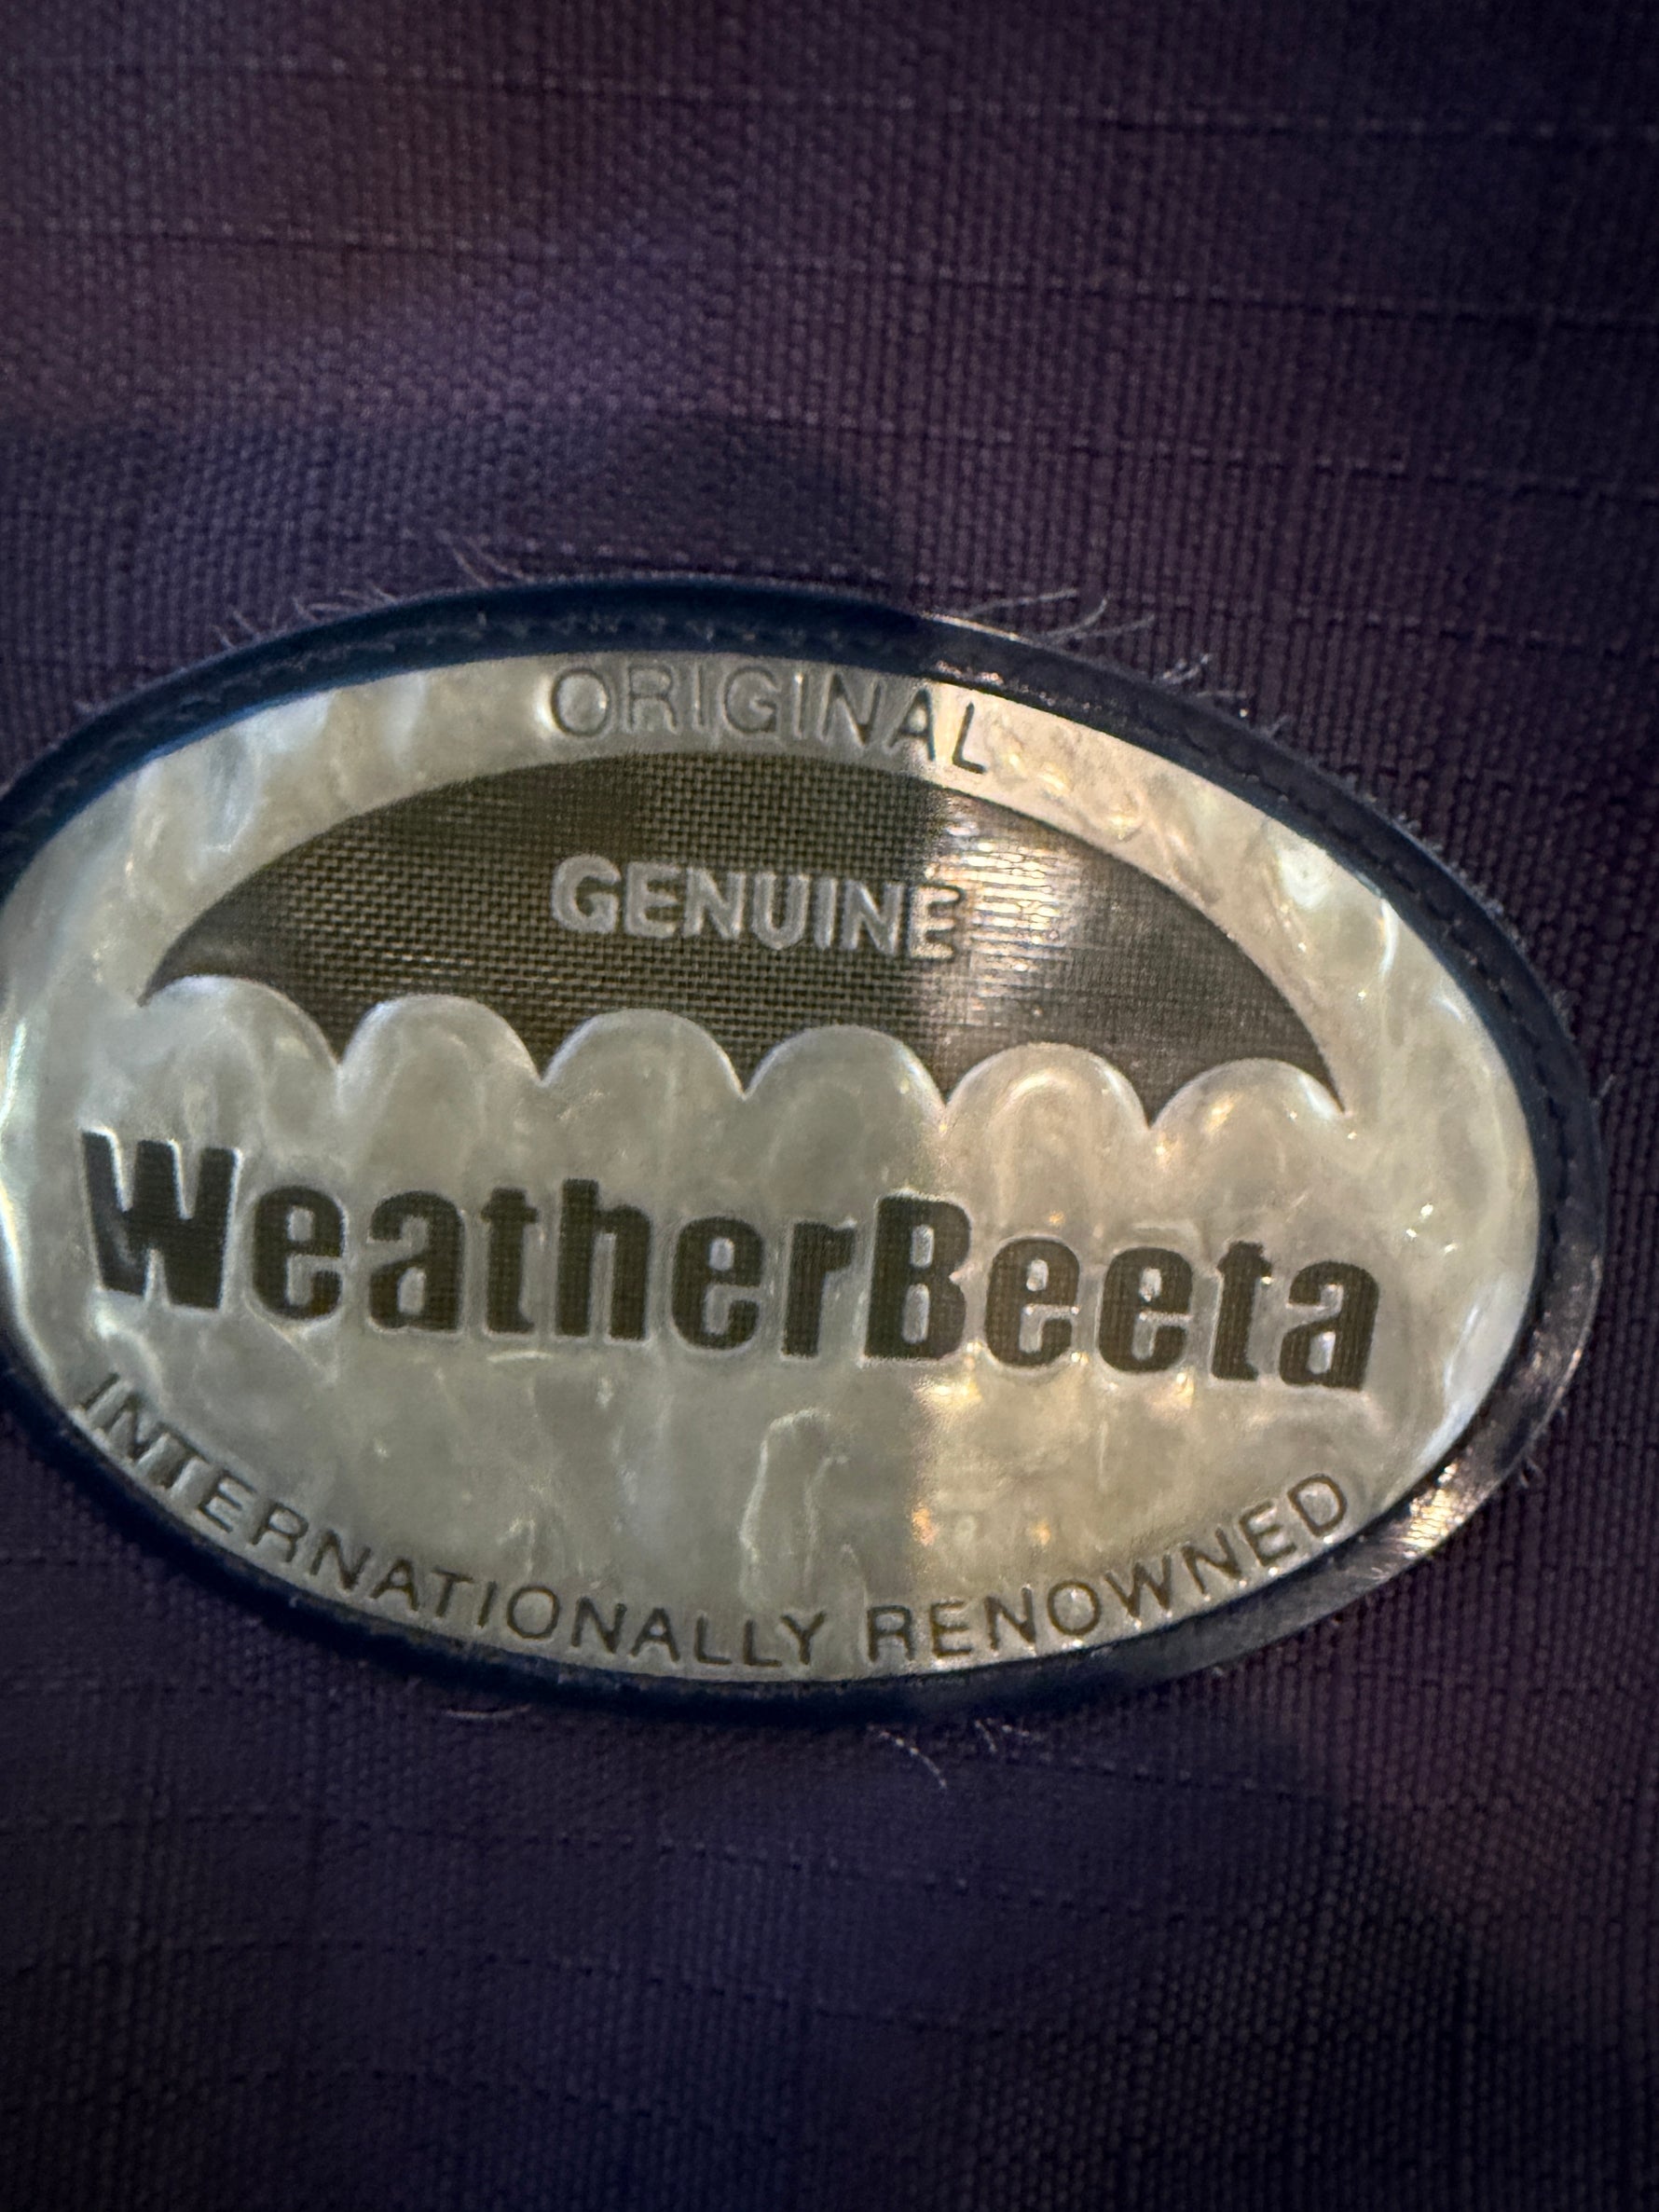 ORIGINAL
GENUINE
WeatherBeeta
INTERNATIONALLY RENOWNED